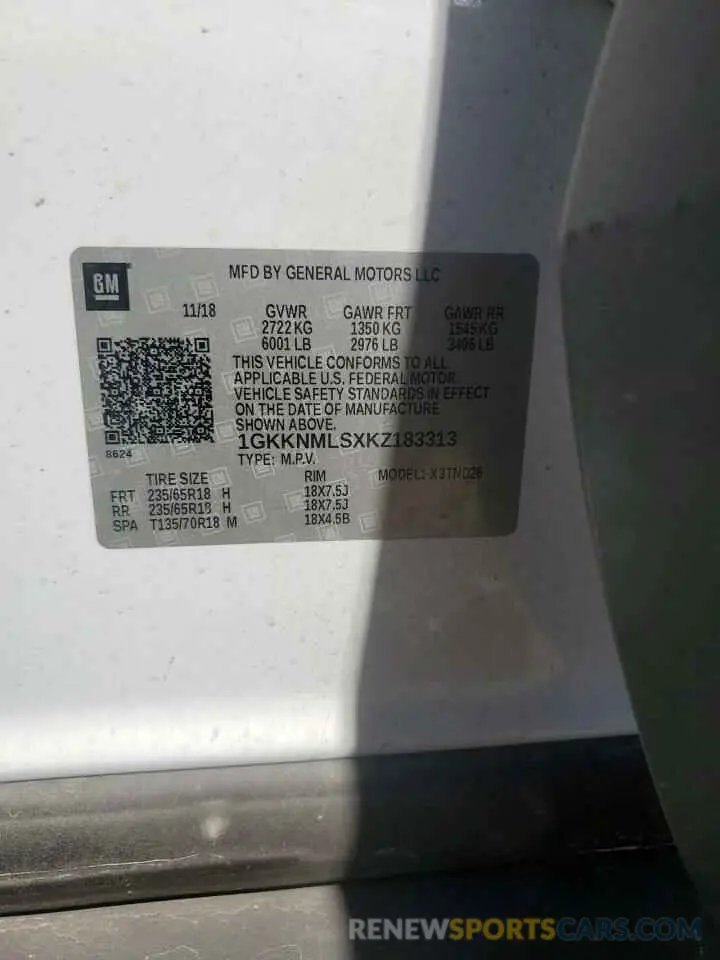 GM
MFD BY GENERAL MOTORS LLC
11/18 GVWR GAWR FRT GAWR RR
2722 KG 1350 KG 1545 KG
6001 LB 2976 LB 3406 LB
THIS VEHICLE CONFORMS TO ALL
APPLICABLE U.S. FEDERAL MOTOR
VEHICLE SAFETY STANDARDS IN EFFECT
ON THE DATE OF MANUFACTURE
SHOWN ABOVE.
8624
1GKKNMLSXKZ183313
TYPE: M.P.V.
TIRE SIZE RIM MODEL: X3TND26
FRT 235/65R18 H 18X7.5J
RR 235/65R18 H 18X7.5J
SPA T135/70R18 M 18X4.5B
RENEWSPORTSCARS.COM